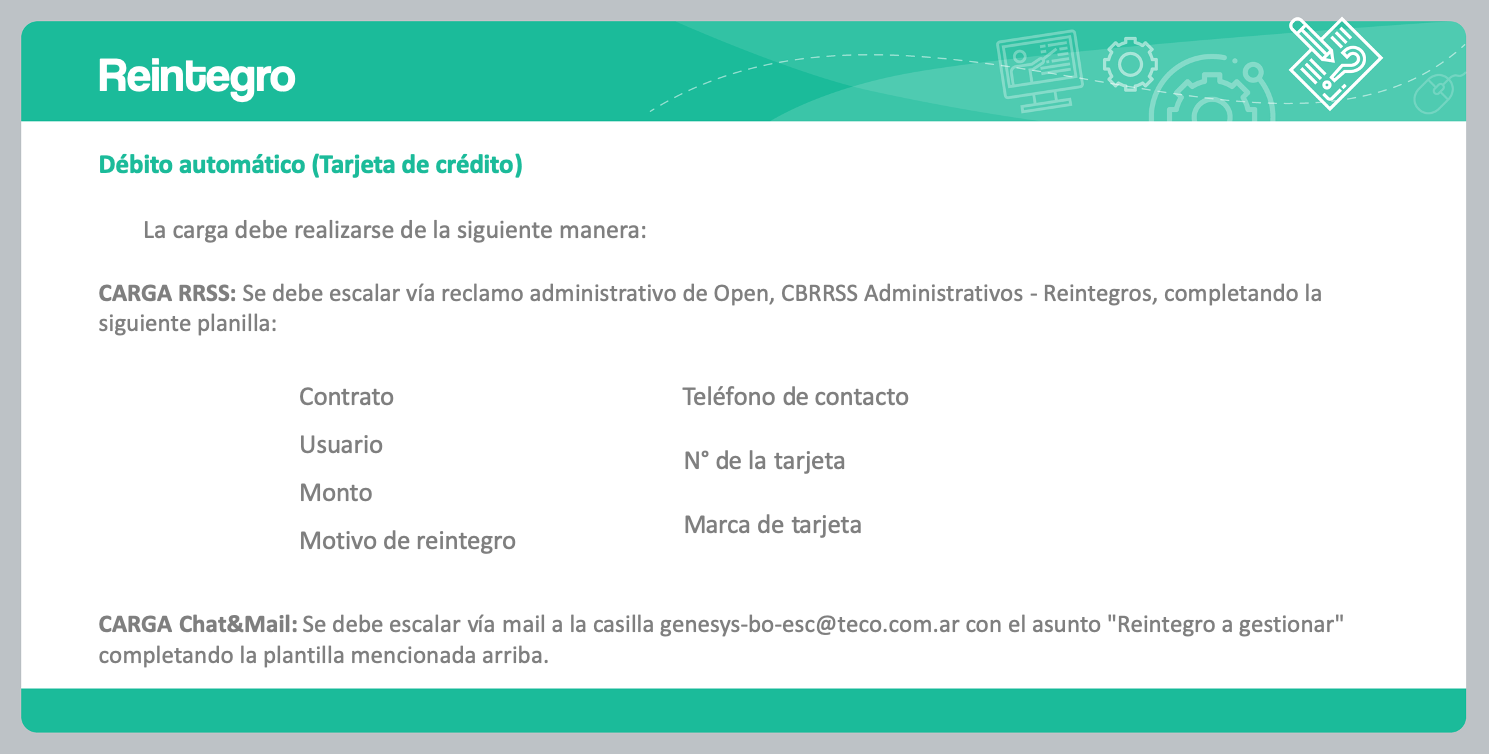 Reintegro
Débito automático (Tarjeta de crédito)
La carga debe realizarse de la siguiente manera:
CARGA RRSS: Se debe escalar vía reclamo administrativo de Open, CBRRSS Administrativos - Reintegros, completando la
siguiente planilla:
Contrato
Usuario
Monto
Motivo de reintegro
Teléfono de contacto
N° de la tarjeta
Marca de tarjeta
CARGA Chat&Mail: Se debe escalar vía mail a la casilla genesys-bo-esc@teco.com.ar con el asunto "Reintegro a gestionar"
completando la plantilla mencionada arriba.